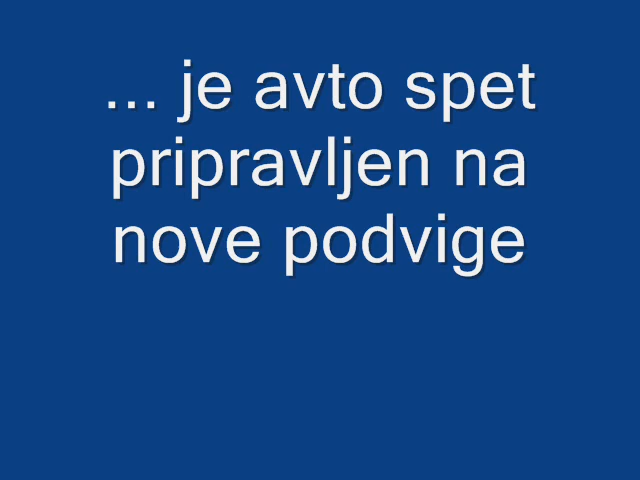 ... je avto spet
pripravljen na
nove podvige